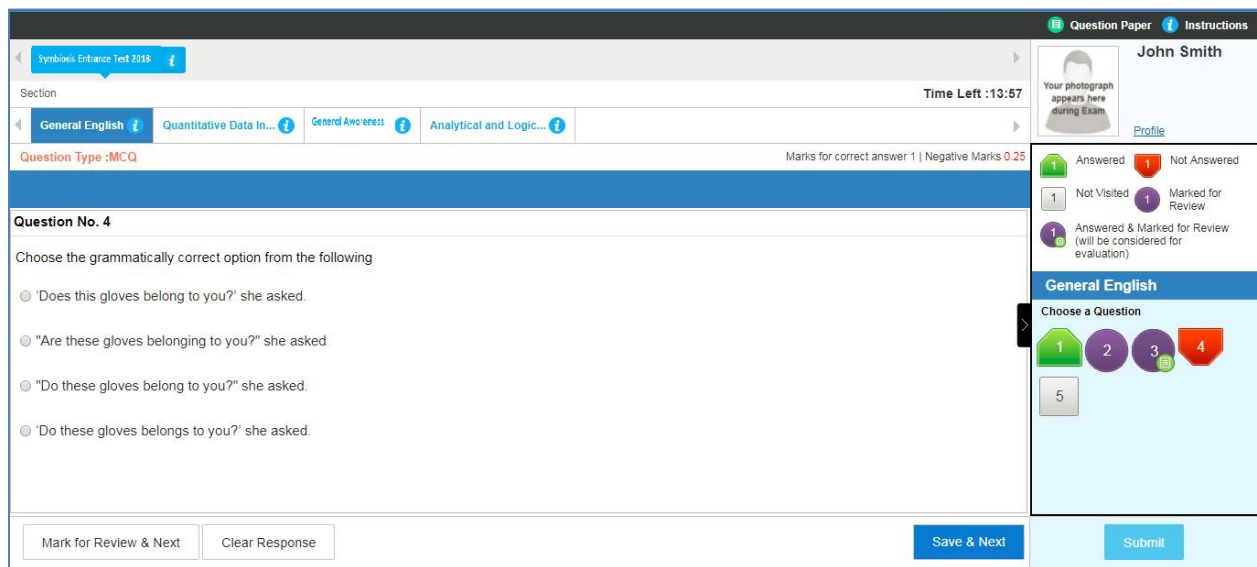 Question Paper i Instructions
Symbiosis Entrance Test 2018 i
John Smith
Your photograph
appears here
during Exam
Profile
Section
Time Left :13:57
General English i Quantitative Data In... i General Awareness i Analytical and Logic... i
Question Type :MCQ
Marks for correct answer 1 | Negative Marks 0.25
1 Answered 1 Not Answered
1 Not Visited 1 Marked for
Review
1 Answered & Marked for Review
(will be considered for
evaluation)
Question No. 4
Choose the grammatically correct option from the following
‘Does this gloves belong to you?’ she asked.
"Are these gloves belonging to you?" she asked
"Do these gloves belong to you?" she asked.
‘Do these gloves belongs to you?’ she asked.
General English
Choose a Question
1 2 3 4
5
Mark for Review & Next Clear Response Save & Next Submit